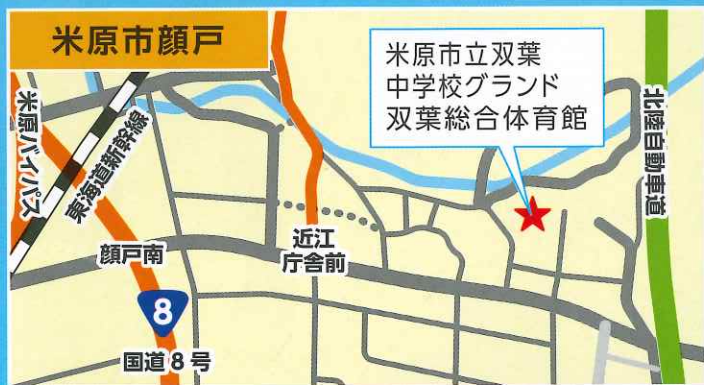 米原市顔戸
米原市立双葉
中学校グランド
双葉総合体育館
米原バイパス
東海道新幹線
北陸自動車道
顔戸南
近江
庁舎前
8
国道8号